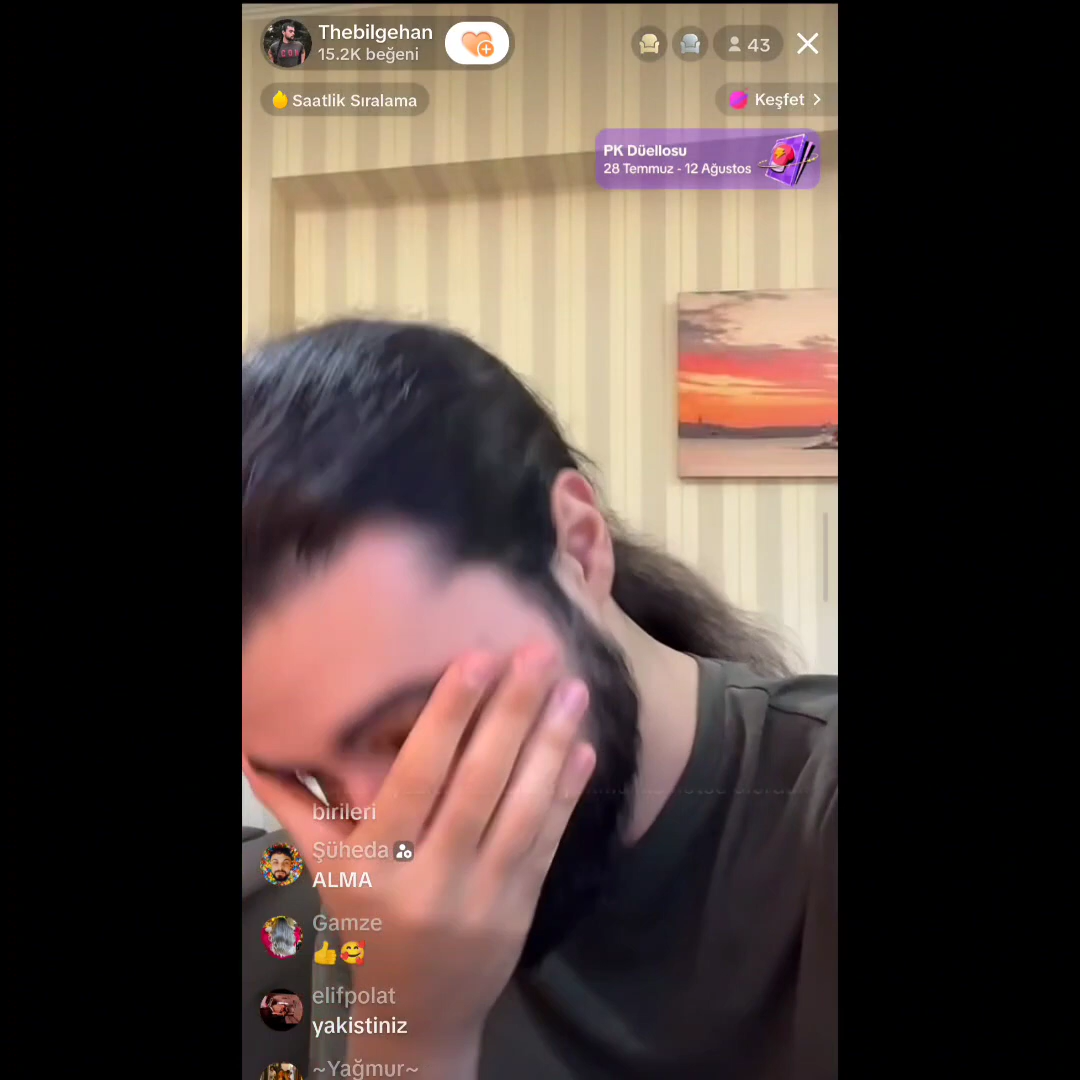 Thebilgehan
15.2K beğeni
43
Saatlik Sıralama
Keşfet
PK Düellosu
28 Temmuz - 12 Ağustos
birileri
Şüheda
ALMA
Gamze
👍🥰
elifpolat
yakistiniz
~Yağmur~